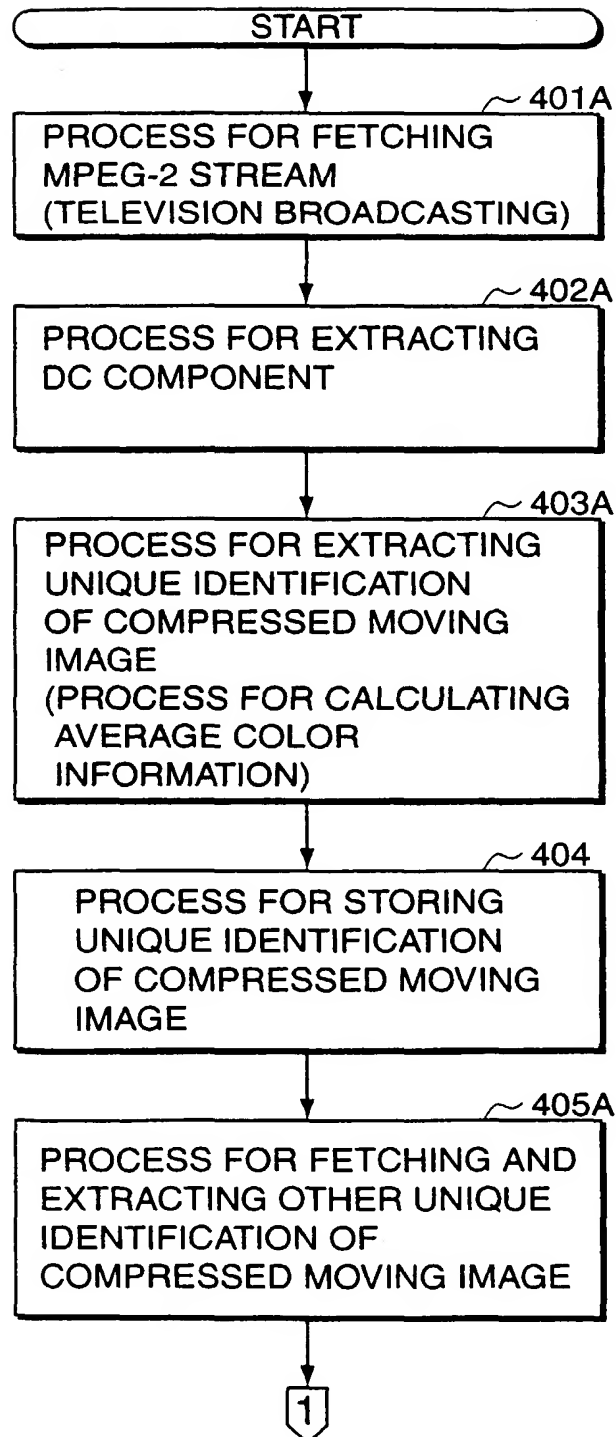 START
401A
PROCESS FOR FETCHING
MPEG-2 STREAM
(TELEVISION BROADCASTING)
402A
PROCESS FOR EXTRACTING
DC COMPONENT
403A
PROCESS FOR EXTRACTING
UNIQUE IDENTIFICATION
OF COMPRESSED MOVING
IMAGE
(PROCESS FOR CALCULATING
AVERAGE COLOR
INFORMATION)
404
PROCESS FOR STORING
UNIQUE IDENTIFICATION
OF COMPRESSED MOVING
IMAGE
405A
PROCESS FOR FETCHING AND
EXTRACTING OTHER UNIQUE
IDENTIFICATION OF
COMPRESSED MOVING IMAGE
1